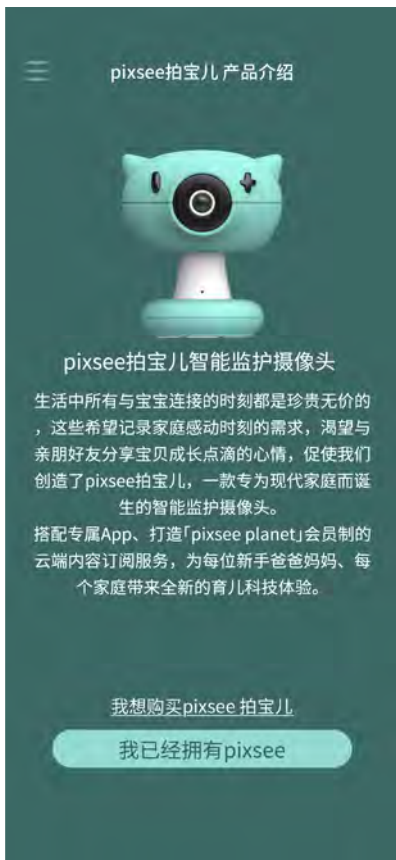 pixsee拍宝儿 产品介绍
pixsee拍宝儿智能监护摄像头
生活中所有与宝宝连接的时刻都是珍贵无价的
，这些希望记录家庭感动时刻的需求，渴望与
亲朋好友分享宝贝成长点滴的心情，促使我们
创造了pixsee拍宝儿，一款专为现代家庭而诞
生的智能监护摄像头。
搭配专属App、打造「pixsee planet」会员制的
云端内容订阅服务，为每位新手爸爸妈妈、每
个家庭带来全新的育儿科技体验。
我想购买pixsee 拍宝儿
我已经拥有pixsee